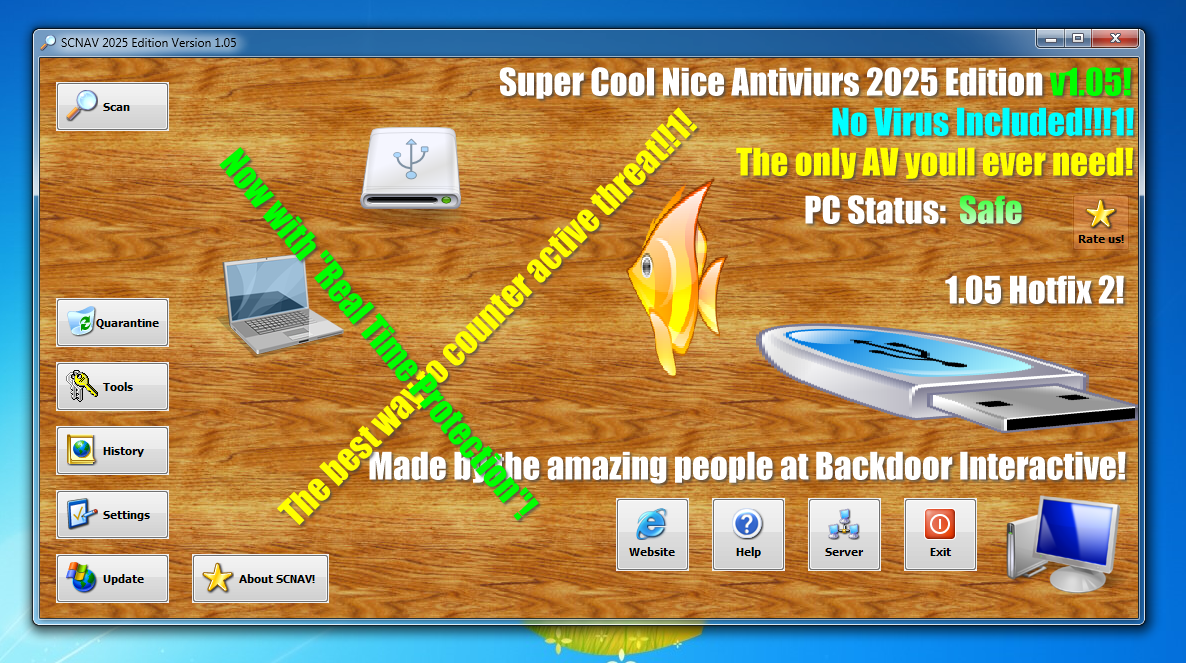 SCNAV 2025 Edition Version 1.05
Scan
Super Cool Nice Antiviurs 2025 Edition v1.05!
No Virus Included!!!1!
The only AV youll ever need!
PC Status: Safe
Rate us!
1.05 Hotfix 2!
Now with "Real Time Protection"!
The best way to counter active threat!!1!
Quarantine
Tools
History
Settings
Update
About SCNAV!
Made by the amazing people at Backdoor Interactive!
Website
Help
Server
Exit